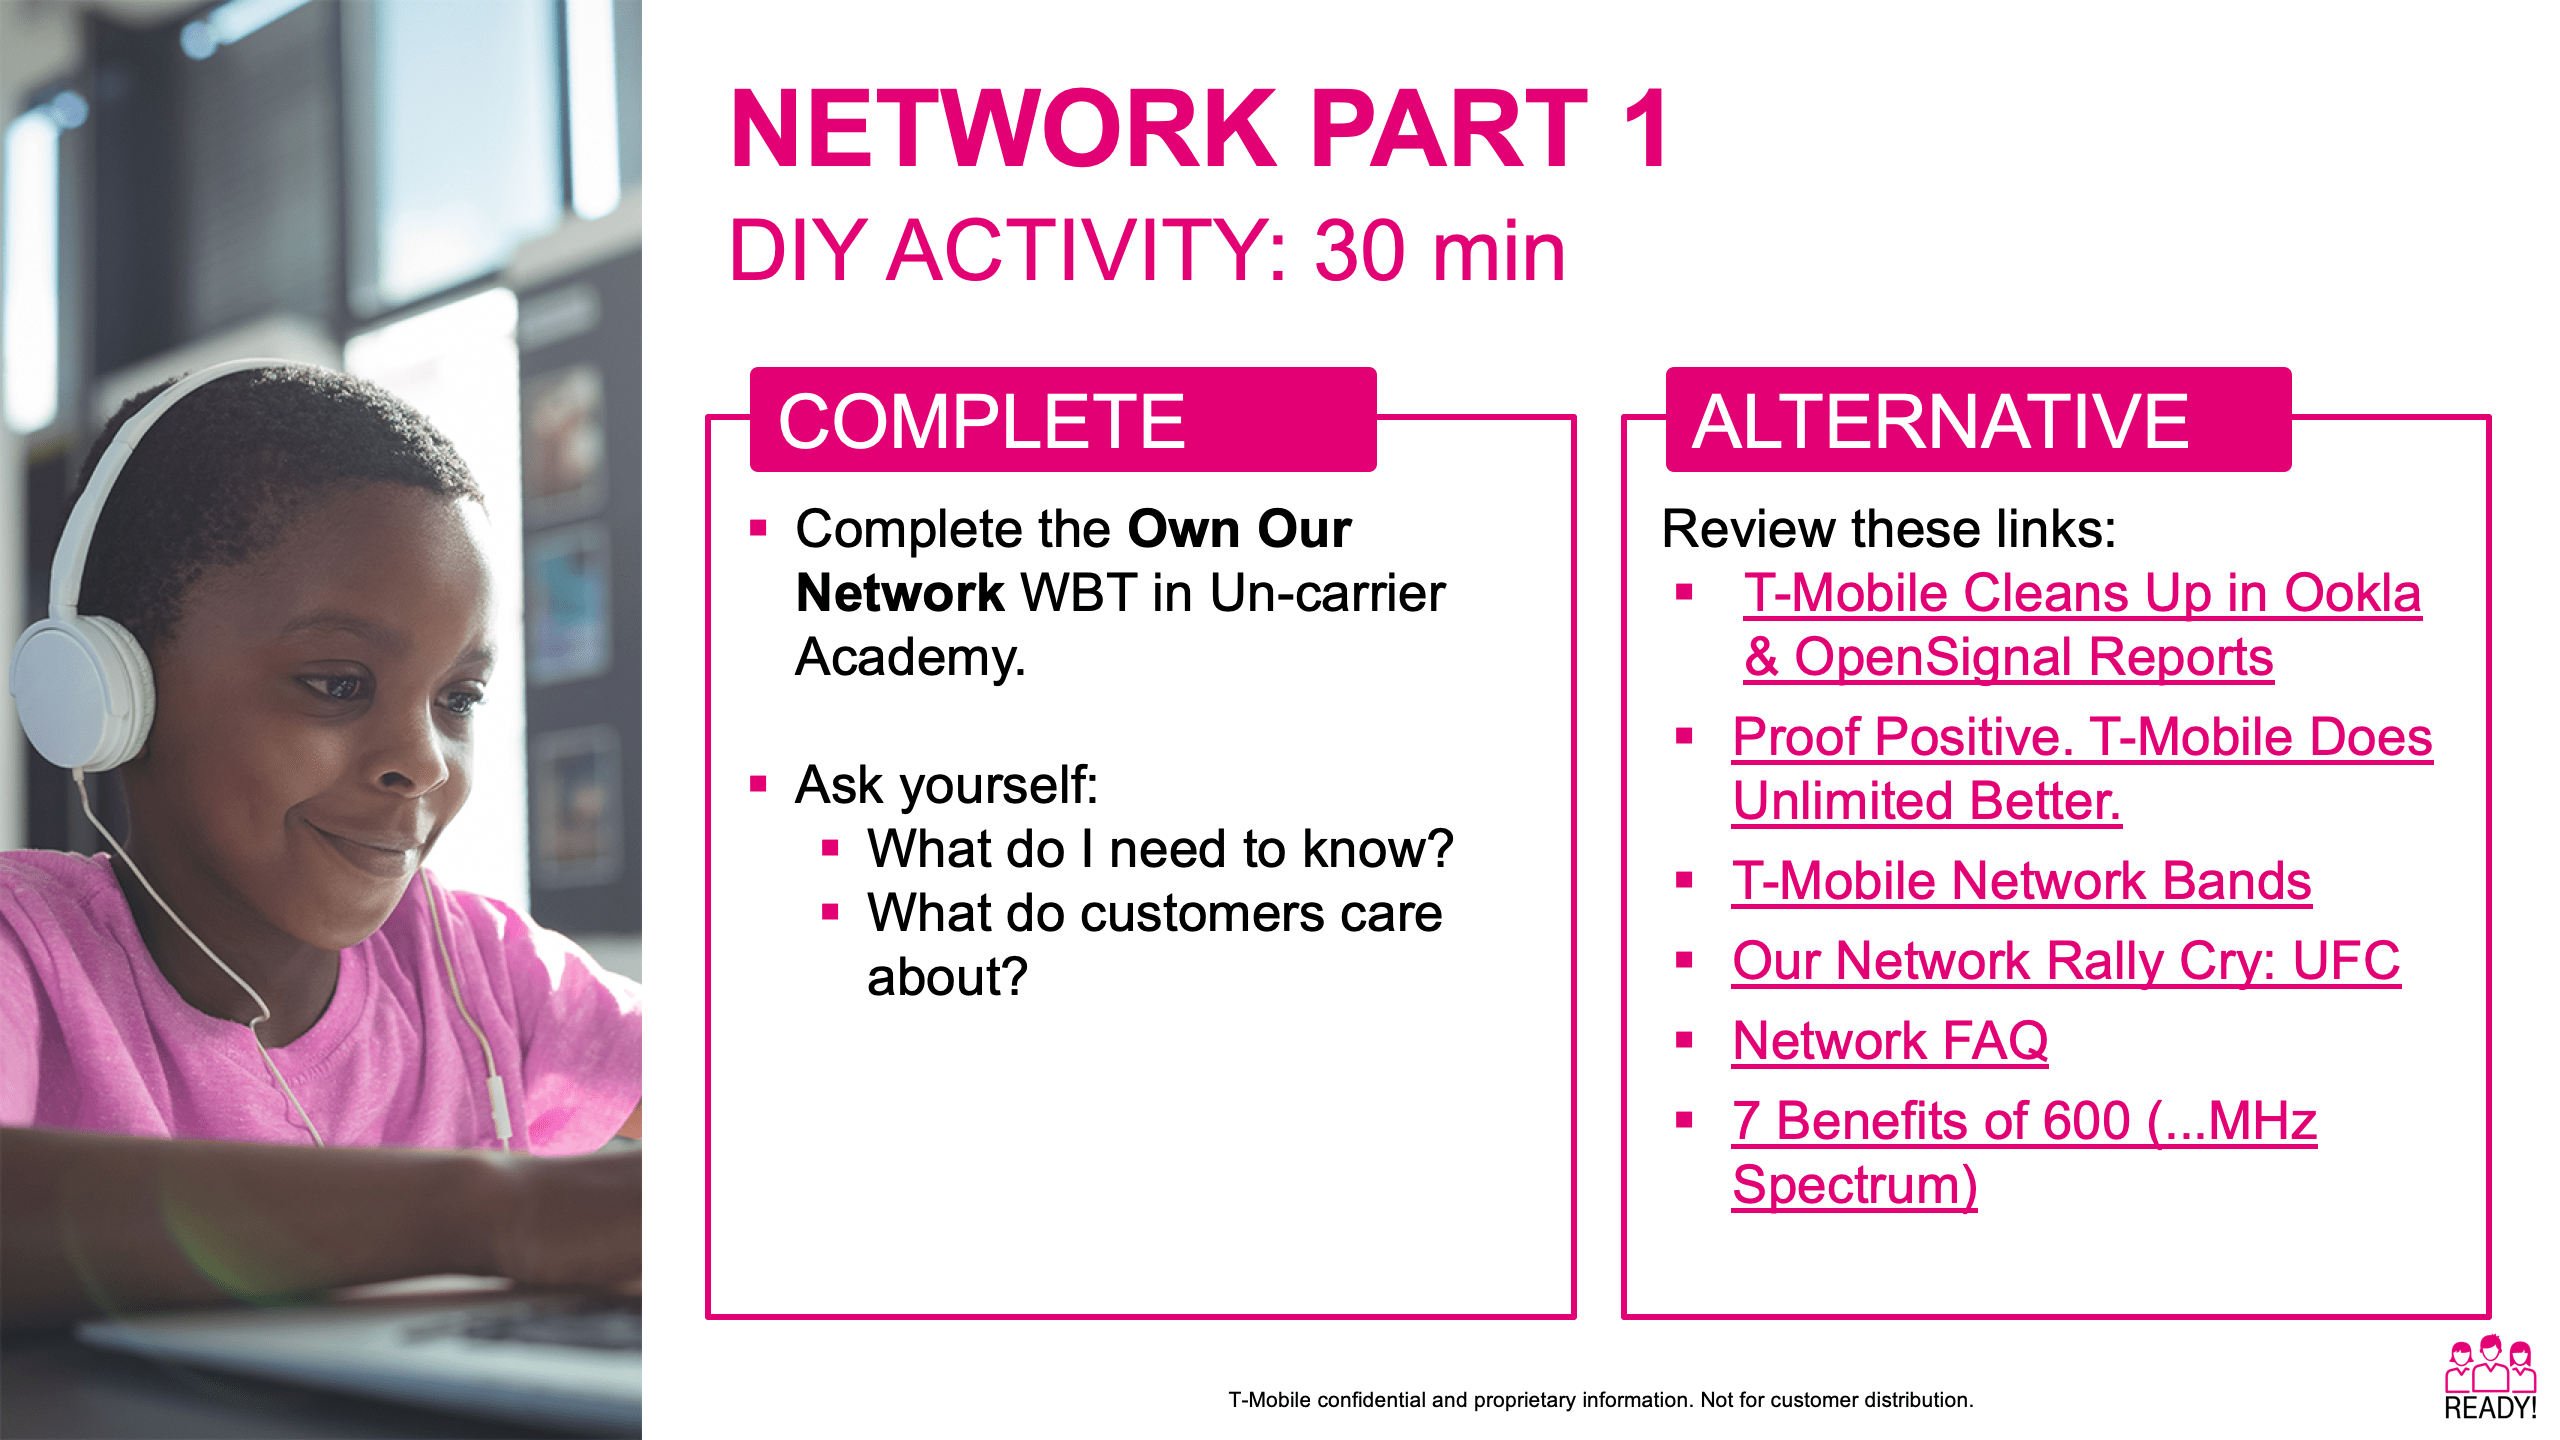 NETWORK PART 1
DIY ACTIVITY: 30 min
COMPLETE
Complete the Own Our
Network WBT in Un-carrier
Academy.
Ask yourself:
What do I need to know?
What do customers care
about?
ALTERNATIVE
Review these links:
T-Mobile Cleans Up in Ookla
& OpenSignal Reports
Proof Positive. T-Mobile Does
Unlimited Better.
T-Mobile Network Bands
Our Network Rally Cry: UFC
Network FAQ
7 Benefits of 600 (...MHz
Spectrum)
T-Mobile confidential and proprietary information. Not for customer distribution.
READY!